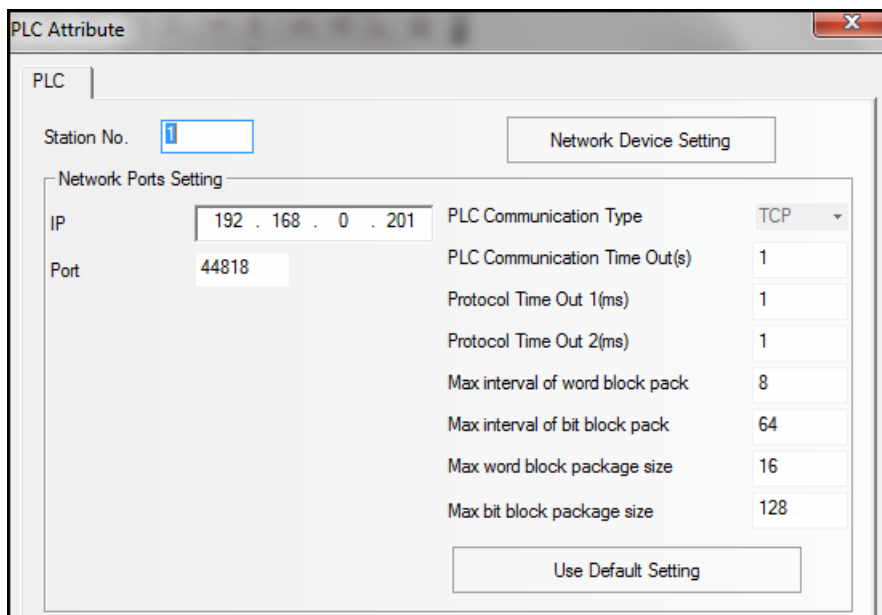 PLC Attribute
PLC
Station No. 1 Network Device Setting
Network Ports Setting
IP 192 . 168 . 0 . 201 PLC Communication Type TCP
Port 44818 PLC Communication Time Out(s) 1
Protocol Time Out 1(ms) 1
Protocol Time Out 2(ms) 1
Max interval of word block pack 8
Max interval of bit block pack 64
Max word block package size 16
Max bit block package size 128
Use Default Setting